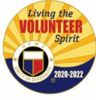 Living the
VOLUNTEER
Spirit
2020-2022